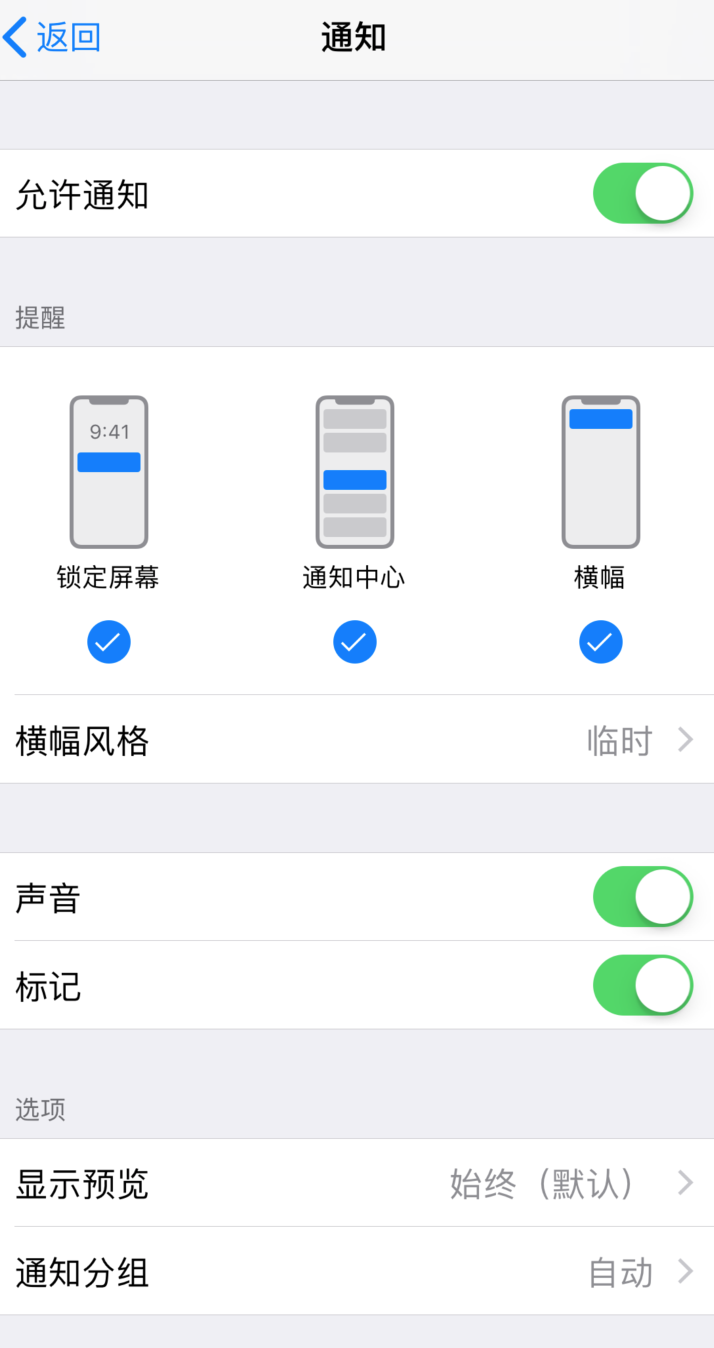 返回
通知
允许通知
提醒
9:41
锁定屏幕
通知中心
横幅
横幅风格
临时
声音
标记
选项
显示预览
始终（默认）
通知分组
自动